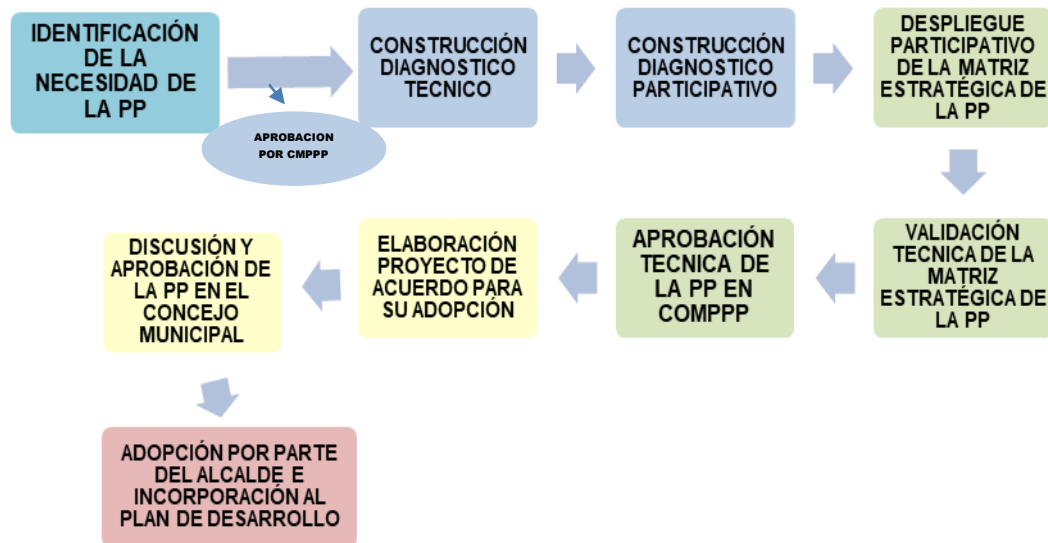 IDENTIFICACIÓN
DE LA
NECESIDAD DE
LA PP
APROBACION
POR CMPPP
CONSTRUCCIÓN
DIAGNOSTICO
TECNICO
CONSTRUCCIÓN
DIAGNOSTICO
PARTICIPATIVO
DESPLIEGUE
PARTICIPATIVO
DE LA MATRIZ
ESTRATÉGICA DE
LA PP
VALIDACIÓN
TECNICA DE LA
MATRIZ
ESTRATÉGICA DE
LA PP
APROBACIÓN
TECNICA DE
LA PP EN
COMPPP
ELABORACIÓN
PROYECTO DE
ACUERDO PARA
SU ADOPCIÓN
DISCUSIÓN Y
APROBACIÓN DE
LA PP EN EL
CONCEJO
MUNICIPAL
ADOPCIÓN POR PARTE
DEL ALCALDE E
INCORPORACIÓN AL
PLAN DE DESARROLLO